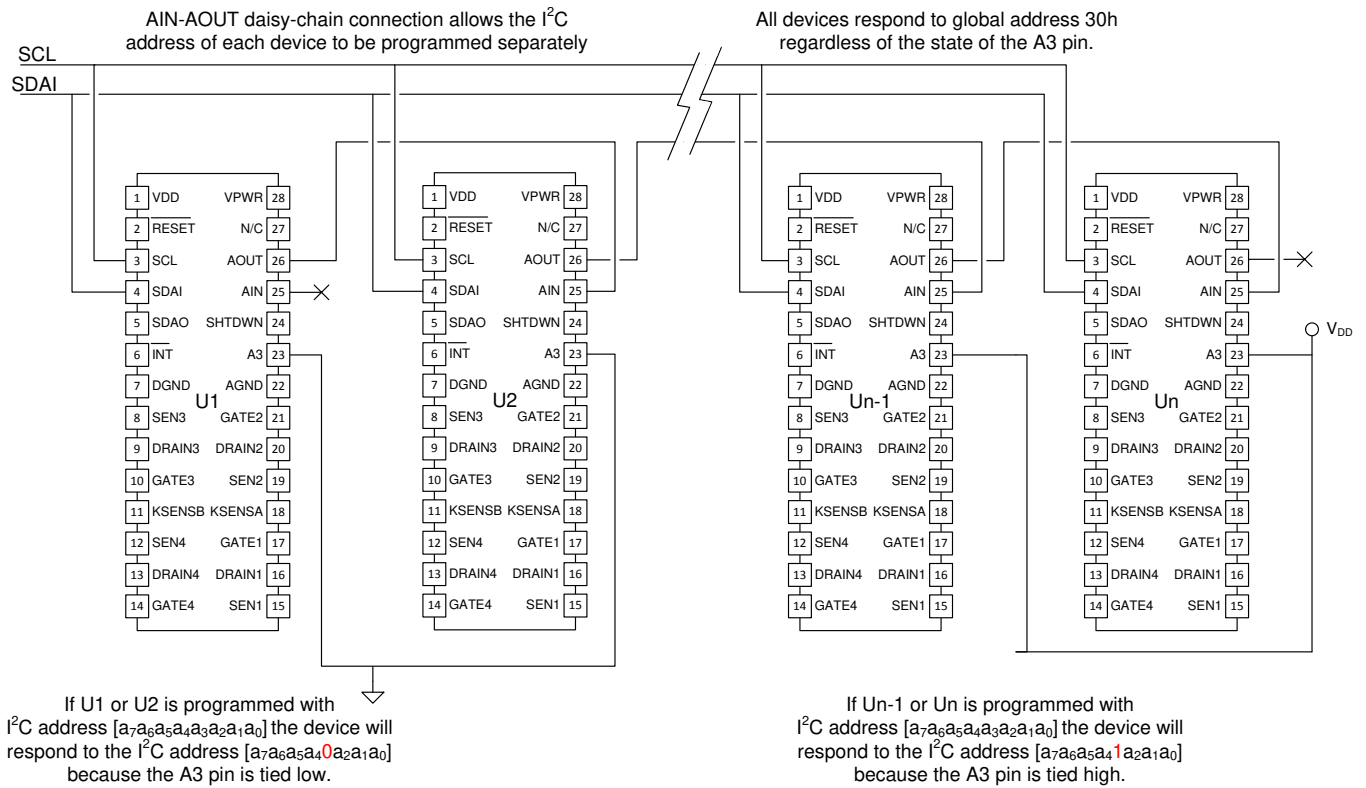 AIN-AOUT daisy-chain connection allows the I²C
address of each device to be programmed separately
All devices respond to global address 30h
regardless of the state of the A3 pin.
SCL
SDAI
1 VDD VPWR 28
2 RESET N/C 27
3 SCL AOUT 26
4 SDAI AIN 25
5 SDAO SHTDWN 24
6 INT A3 23
7 DGND AGND 22
U1
8 SEN3 GATE2 21
9 DRAIN3 DRAIN2 20
10 GATE3 SEN2 19
11 KSENSB KSENSA 18
12 SEN4 GATE1 17
13 DRAIN4 DRAIN1 16
14 GATE4 SEN1 15
1 VDD VPWR 28
2 RESET N/C 27
3 SCL AOUT 26
4 SDAI AIN 25
5 SDAO SHTDWN 24
6 INT A3 23
7 DGND AGND 22
U2
8 SEN3 GATE2 21
9 DRAIN3 DRAIN2 20
10 GATE3 SEN2 19
11 KSENSB KSENSA 18
12 SEN4 GATE1 17
13 DRAIN4 DRAIN1 16
14 GATE4 SEN1 15
1 VDD VPWR 28
2 RESET N/C 27
3 SCL AOUT 26
4 SDAI AIN 25
5 SDAO SHTDWN 24
6 INT A3 23
7 DGND AGND 22
Un-1
8 SEN3 GATE2 21
9 DRAIN3 DRAIN2 20
10 GATE3 SEN2 19
11 KSENSB KSENSA 18
12 SEN4 GATE1 17
13 DRAIN4 DRAIN1 16
14 GATE4 SEN1 15
1 VDD VPWR 28
2 RESET N/C 27
3 SCL AOUT 26
4 SDAI AIN 25
5 SDAO SHTDWN 24
6 INT A3 23
7 DGND AGND 22
Un
8 SEN3 GATE2 21
9 DRAIN3 DRAIN2 20
10 GATE3 SEN2 19
11 KSENSB KSENSA 18
12 SEN4 GATE1 17
13 DRAIN4 DRAIN1 16
14 GATE4 SEN1 15
V_DD
If U1 or U2 is programmed with
I²C address [a₇a₆a₅a₄a₃a₂a₁a₀] the device will
respond to the I²C address [a₇a₆a₅a₄0a₂a₁a₀]
because the A3 pin is tied low.
If Un-1 or Un is programmed with
I²C address [a₇a₆a₅a₄a₃a₂a₁a₀] the device will
respond to the I²C address [a₇a₆a₅a₄1a₂a₁a₀]
because the A3 pin is tied high.